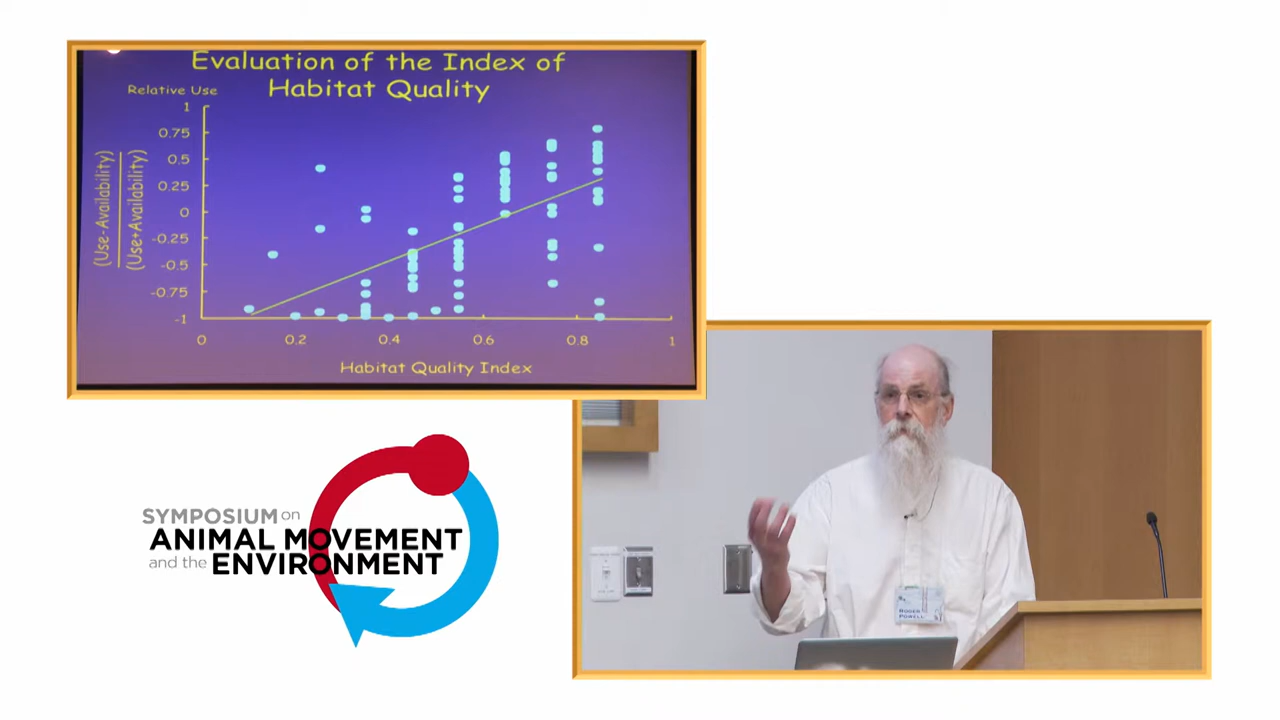 Evaluation of the Index of
Habitat Quality
Relative Use
1
0.75
0.5
0.25
0
-0.25
-0.5
-0.75
-1
(Use-Availability)
(Use+Availability)
0
0.2
0.4
0.6
0.8
1
Habitat Quality Index
SYMPOSIUM on
ANIMAL MOVEMENT
and the ENVIRONMENT
ROGER
POWELL